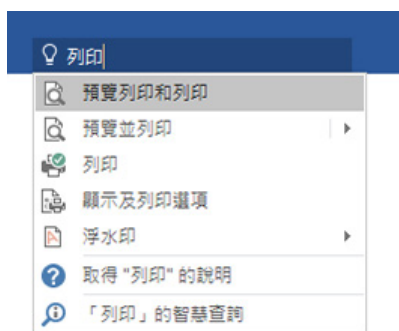 列印
預覽列印和列印
預覽並列印
列印
顯示及列印選項
浮水印
取得 "列印" 的說明
「列印」的智慧查詢